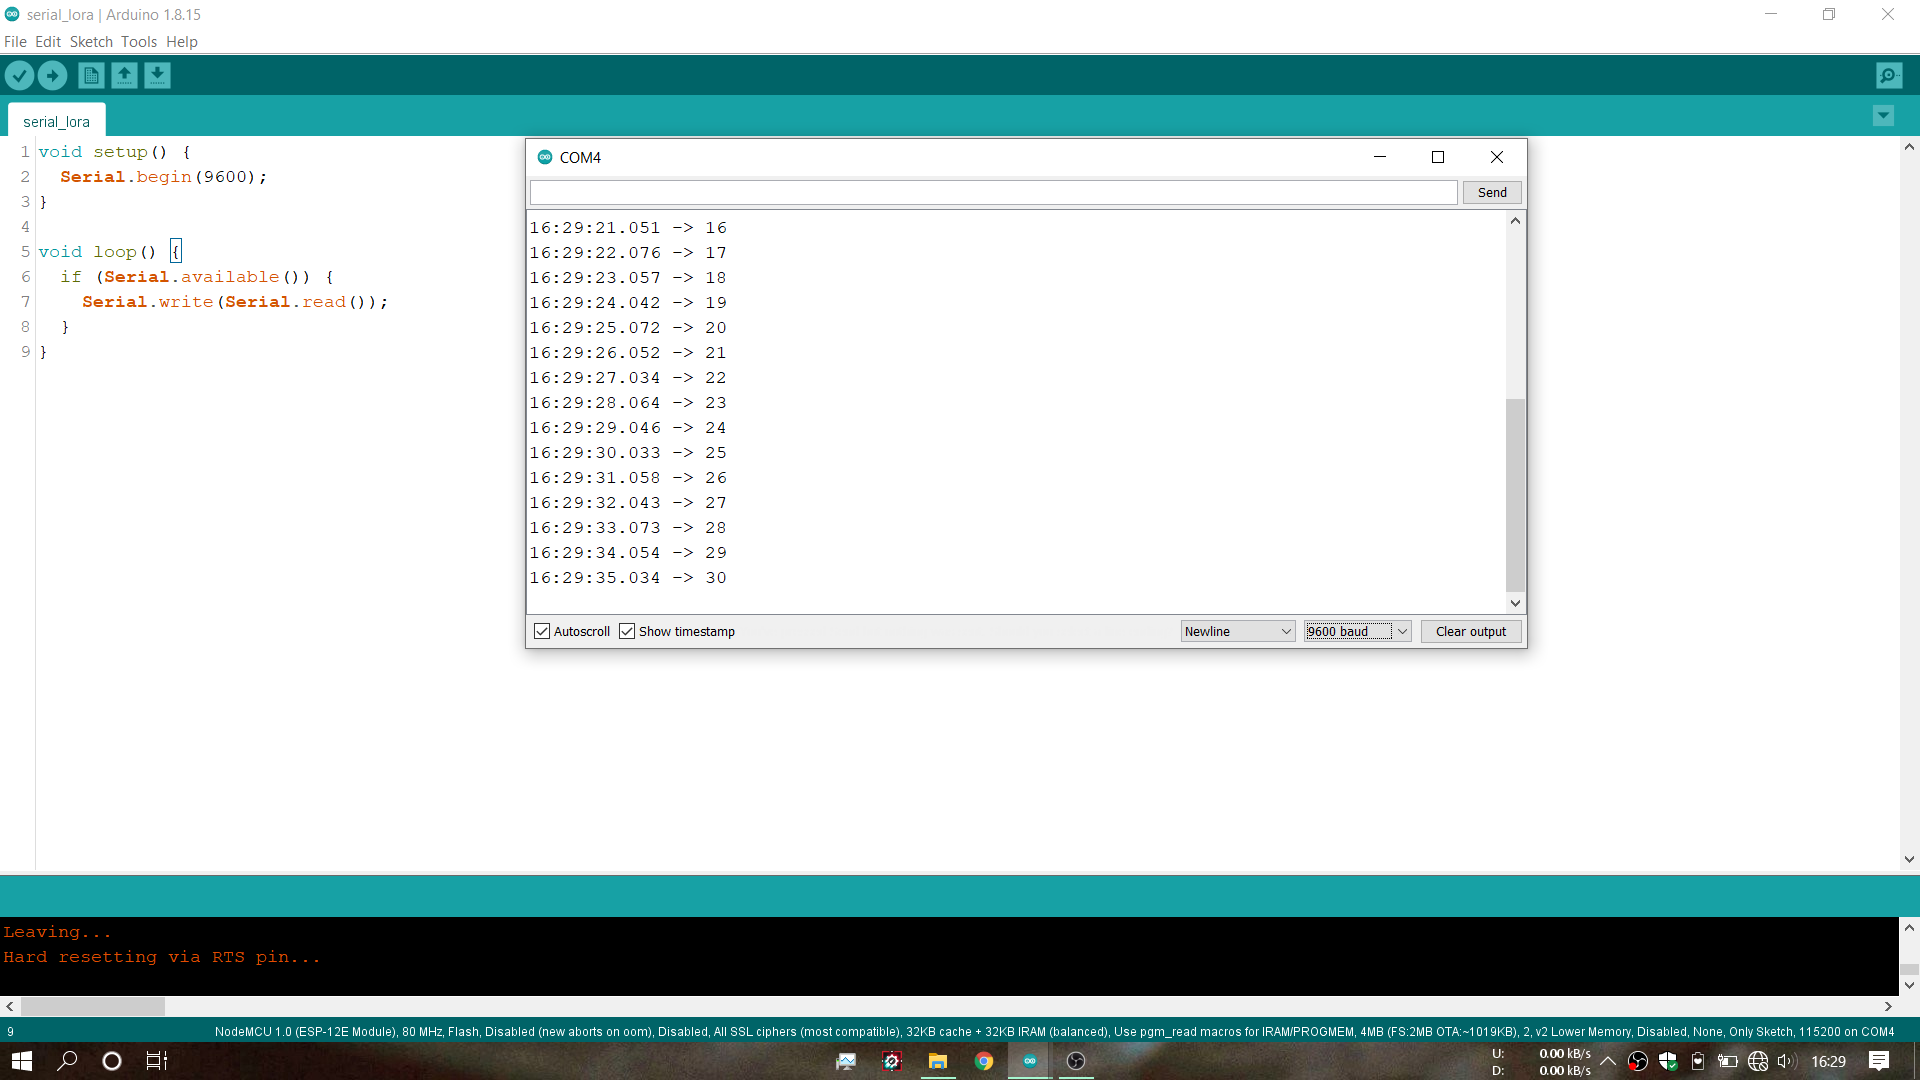 serial_lora | Arduino 1.8.15
File Edit Sketch Tools Help
serial_lora
1 void setup() {
2   Serial.begin(9600);
3 }
4
5 void loop() {
6   if (Serial.available()) {
7     Serial.write(Serial.read());
8   }
9 }
COM4
Send
16:29:21.051 -> 16
16:29:22.076 -> 17
16:29:23.057 -> 18
16:29:24.042 -> 19
16:29:25.072 -> 20
16:29:26.052 -> 21
16:29:27.034 -> 22
16:29:28.064 -> 23
16:29:29.046 -> 24
16:29:30.033 -> 25
16:29:31.058 -> 26
16:29:32.043 -> 27
16:29:33.073 -> 28
16:29:34.054 -> 29
16:29:35.034 -> 30
Autoscroll Show timestamp Newline 9600 baud Clear output
Leaving...
Hard resetting via RTS pin...
9 NodeMCU 1.0 (ESP-12E Module), 80 MHz, Flash, Disabled (new aborts on oom), Disabled, All SSL ciphers (most compatible), 32KB cache + 32KB IRAM (balanced), Use pgm_read macros for IRAM/PROGMEM, 4MB (FS:2MB OTA:~1019KB), 2, v2 Lower Memory, Disabled, None, Only Sketch, 115200 on COM4
U: 0.00 kB/s
D: 0.00 kB/s
16:29